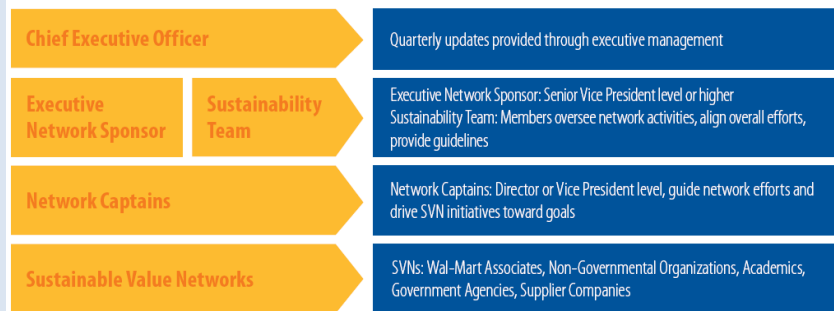 Chief Executive Officer
Quarterly updates provided through executive management
Executive
Network Sponsor
Sustainability
Team
Executive Network Sponsor: Senior Vice President level or higher
Sustainability Team: Members oversee network activities, align overall efforts,
provide guidelines
Network Captains
Network Captains: Director or Vice President level, guide network efforts and
drive SVN initiatives toward goals
Sustainable Value Networks
SVNs: Wal-Mart Associates, Non-Governmental Organizations, Academics,
Government Agencies, Supplier Companies